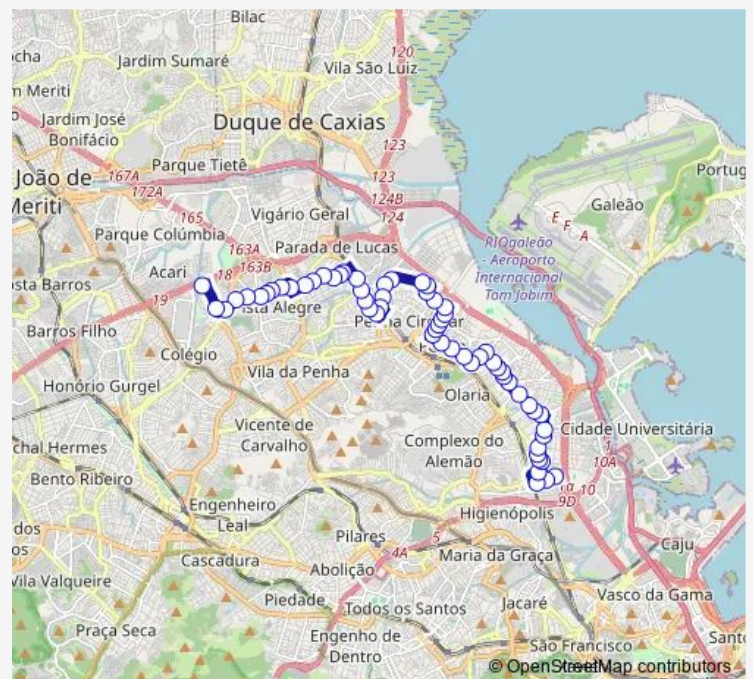 Bilac
120
Jardim Sumaré
Vila São Luiz
Meriti
Jardim José
Bonifácio
Duque de Caxias
Parque Tietê
123
167A
172A
123
João de
Meriti
124B
124
Portug
Galeão
165
Vigário Geral
E F A
Parque Colúmbia
163A
Parada de Lucas
RIOgaleão
- Aeroporto
Internacional
Tom Jobim
Acari
18
163B
sta Barros
19
sta Alegre
Barros Filho
Colégio
Vila da Penha
Honório Gurgel
Olaria
Vicente de
Carvalho
Cidade Universitária
Complexo do
Alemão
hal Hermes
10A
Bento Ribeiro
10
9D
Engenheiro
Leal
Higienópolis
dos
Pilares
5
Caju
4A
Maria da Graça
Cascadura
Abolição
Vila Valqueire
Piedade
Todos os Santos
Jacaré
Vasco da Gama
Praça Seca
Engenho de
Dentro
São Francisco
Santo
© OpenStreetMap contributors